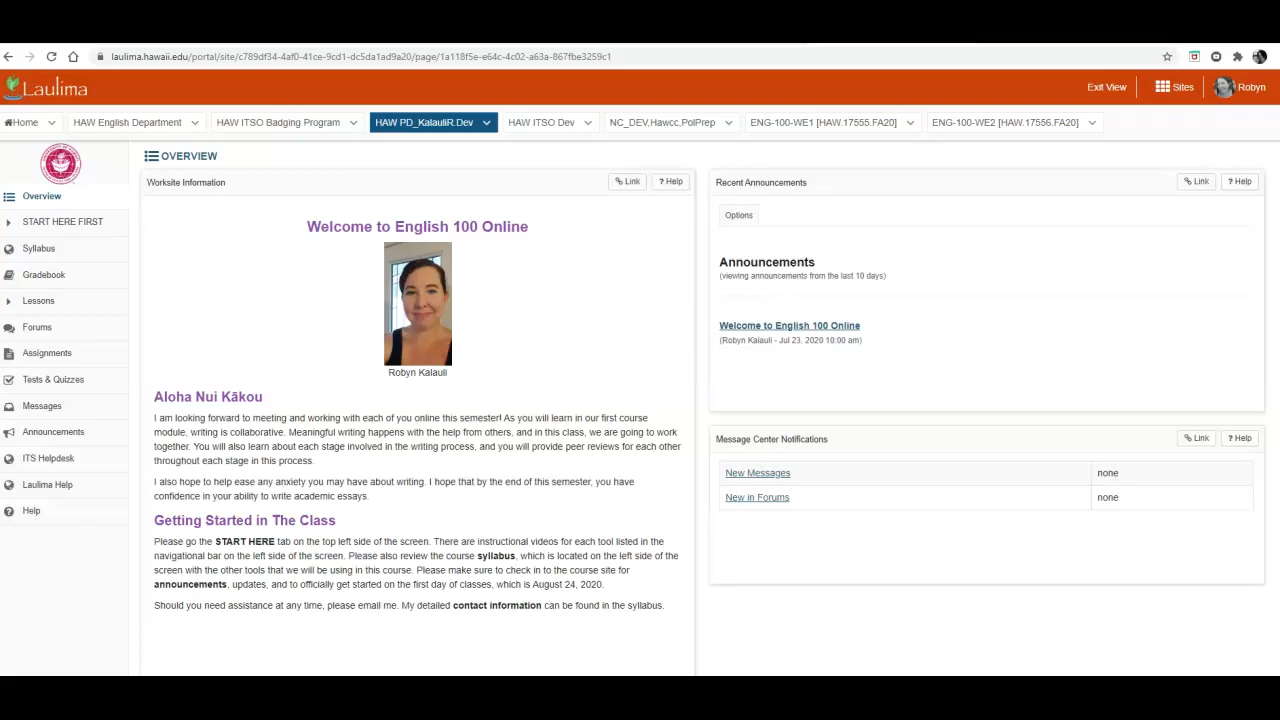 laulima.hawaii.edu/portal/site/c789df34-4af0-41ce-9cd1-dc5da1ad9a20/page/1a118f5e-e64c-4c02-a63a-867fbe3259c1
Laulima
Exit View
Sites
Robyn
Home
HAW English Department
HAW ITSO Badging Program
HAW PD_KalauliR.Dev
HAW ITSO Dev
NC_DEV,Hawcc,PolPrep
ENG-100-WE1 [HAW.17555.FA20]
ENG-100-WE2 [HAW.17556.FA20]
Overview
START HERE FIRST
Syllabus
Gradebook
Lessons
Forums
Assignments
Tests & Quizzes
Messages
Announcements
ITS Helpdesk
Laulima Help
Help
OVERVIEW
Worksite Information
Link
? Help
Welcome to English 100 Online
Robyn Kalauli
Aloha Nui Kākou
I am looking forward to meeting and working with each of you online this semester! As you will learn in our first course
module, writing is collaborative. Meaningful writing happens with the help from others, and in this class, we are going to work
together. You will also learn about each stage involved in the writing process, and you will provide peer reviews for each other
throughout each stage in this process.
I also hope to help ease any anxiety you may have about writing. I hope that by the end of this semester, you have
confidence in your ability to write academic essays.
Getting Started in The Class
Please go the START HERE tab on the top left side of the screen. There are instructional videos for each tool listed in the
navigational bar on the left side of the screen. Please also review the course syllabus, which is located on the left side of the
screen with the other tools that we will be using in this course. Please make sure to check in to the course site for
announcements, updates, and to officially get started on the first day of classes, which is August 24, 2020.
Should you need assistance at any time, please email me. My detailed contact information can be found in the syllabus.
Recent Announcements
Link
? Help
Options
Announcements
(viewing announcements from the last 10 days)
Welcome to English 100 Online
(Robyn Kalauli - Jul 23, 2020 10:00 am)
Message Center Notifications
Link
? Help
New Messages
none
New in Forums
none